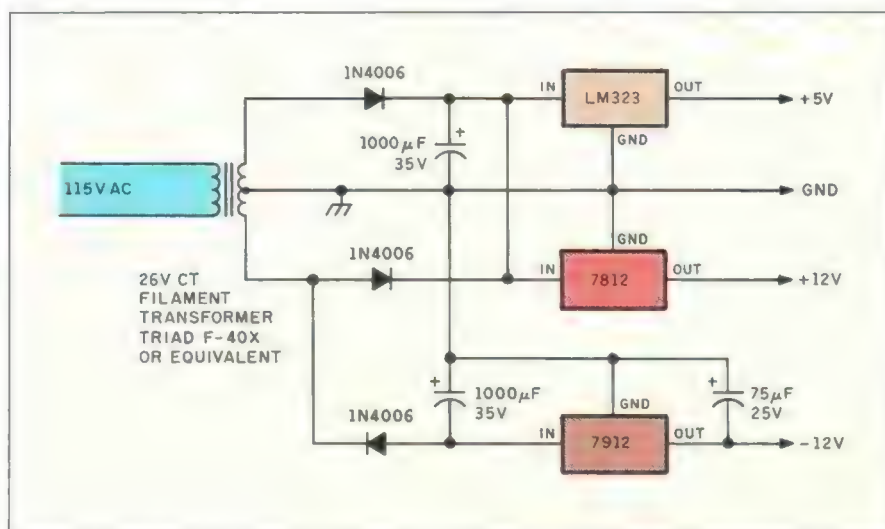 1N4006
IN
LM323
OUT
+5V
1000µF
35V
+
GND
115V AC
GND
GND
1N4006
IN
7812
OUT
+12V
26V CT
FILAMENT
TRANSFORMER
TRIAD F-40X
OR EQUIVALENT
+
1000µF
35V
GND
+
75µF
25V
1N4006
IN
7912
OUT
-12V